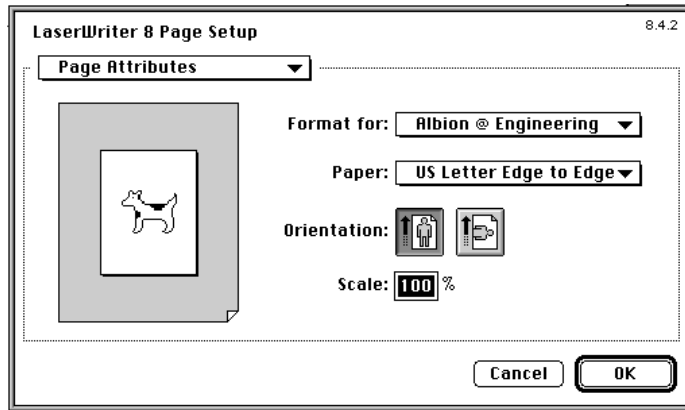 LaserWriter 8 Page Setup
8.4.2
Page Attributes
Format for: Albion @ Engineering
Paper: US Letter Edge to Edge
Orientation:
Scale: 100 %
Cancel OK